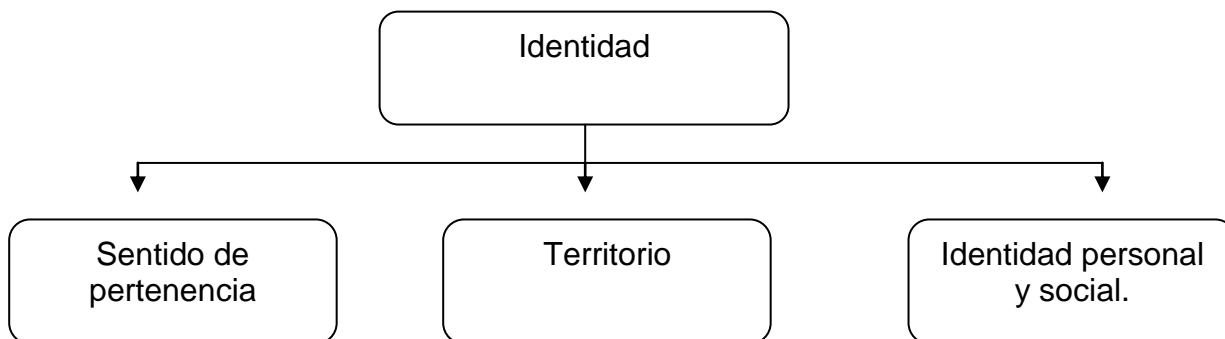 Identidad
Sentido de
pertenencia
Territorio
Identidad personal
y social.